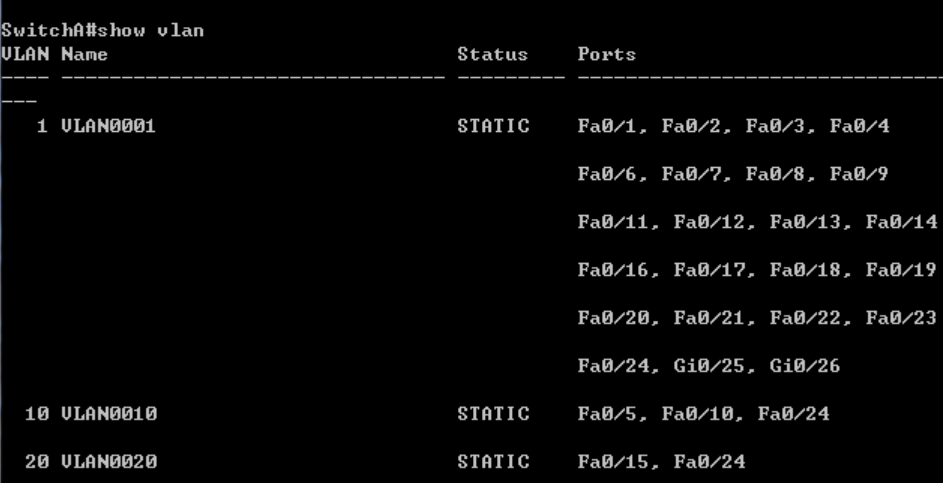 SwitchA#show vlan
VLAN Name                             Status    Ports
---- -------------------------------- --------- -------------------------------
---
   1 VLAN0001                         STATIC    Fa0/1, Fa0/2, Fa0/3, Fa0/4
                                                Fa0/6, Fa0/7, Fa0/8, Fa0/9
                                                Fa0/11, Fa0/12, Fa0/13, Fa0/14
                                                Fa0/16, Fa0/17, Fa0/18, Fa0/19
                                                Fa0/20, Fa0/21, Fa0/22, Fa0/23
                                                Fa0/24, Gi0/25, Gi0/26
  10 VLAN0010                         STATIC    Fa0/5, Fa0/10, Fa0/24
  20 VLAN0020                         STATIC    Fa0/15, Fa0/24